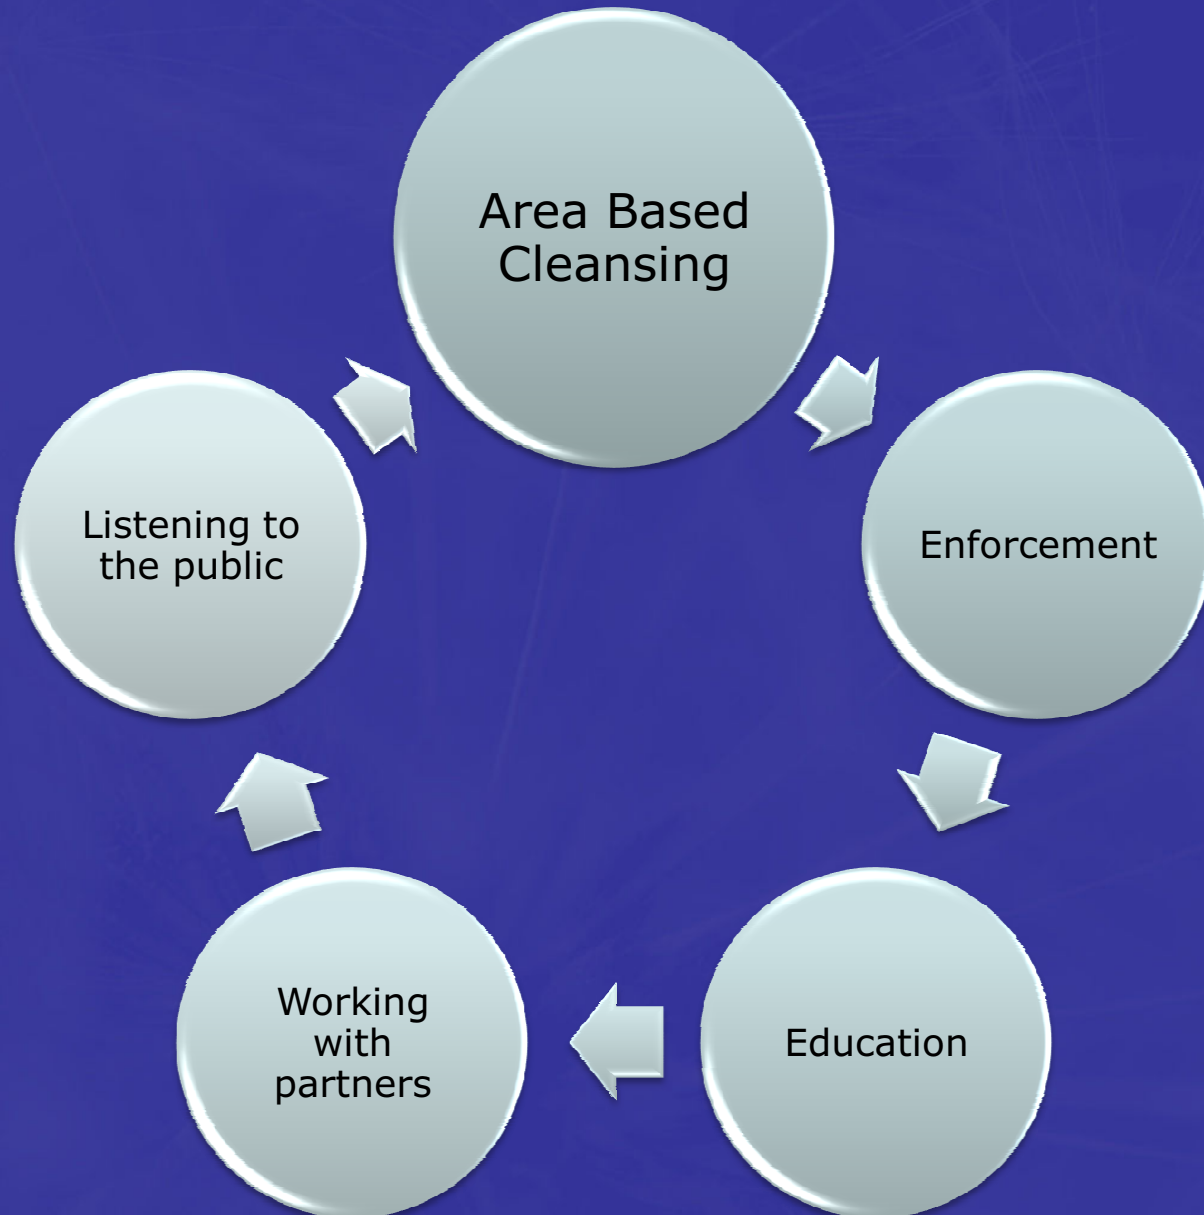 Area Based
Cleansing
Enforcement
Education
Working
with
partners
Listening to
the public